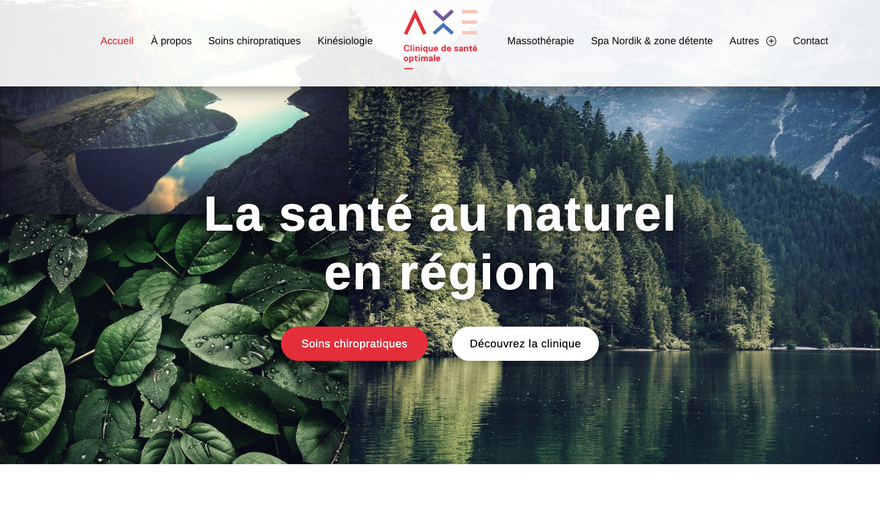 Accueil
À propos
Soins chiropratiques
Kinésiologie
AXE
Clinique de santé
optimale
Massothérapie
Spa Nordik & zone détente
Autres
Contact
La santé au naturel
en région
Soins chiropratiques
Découvrez la clinique